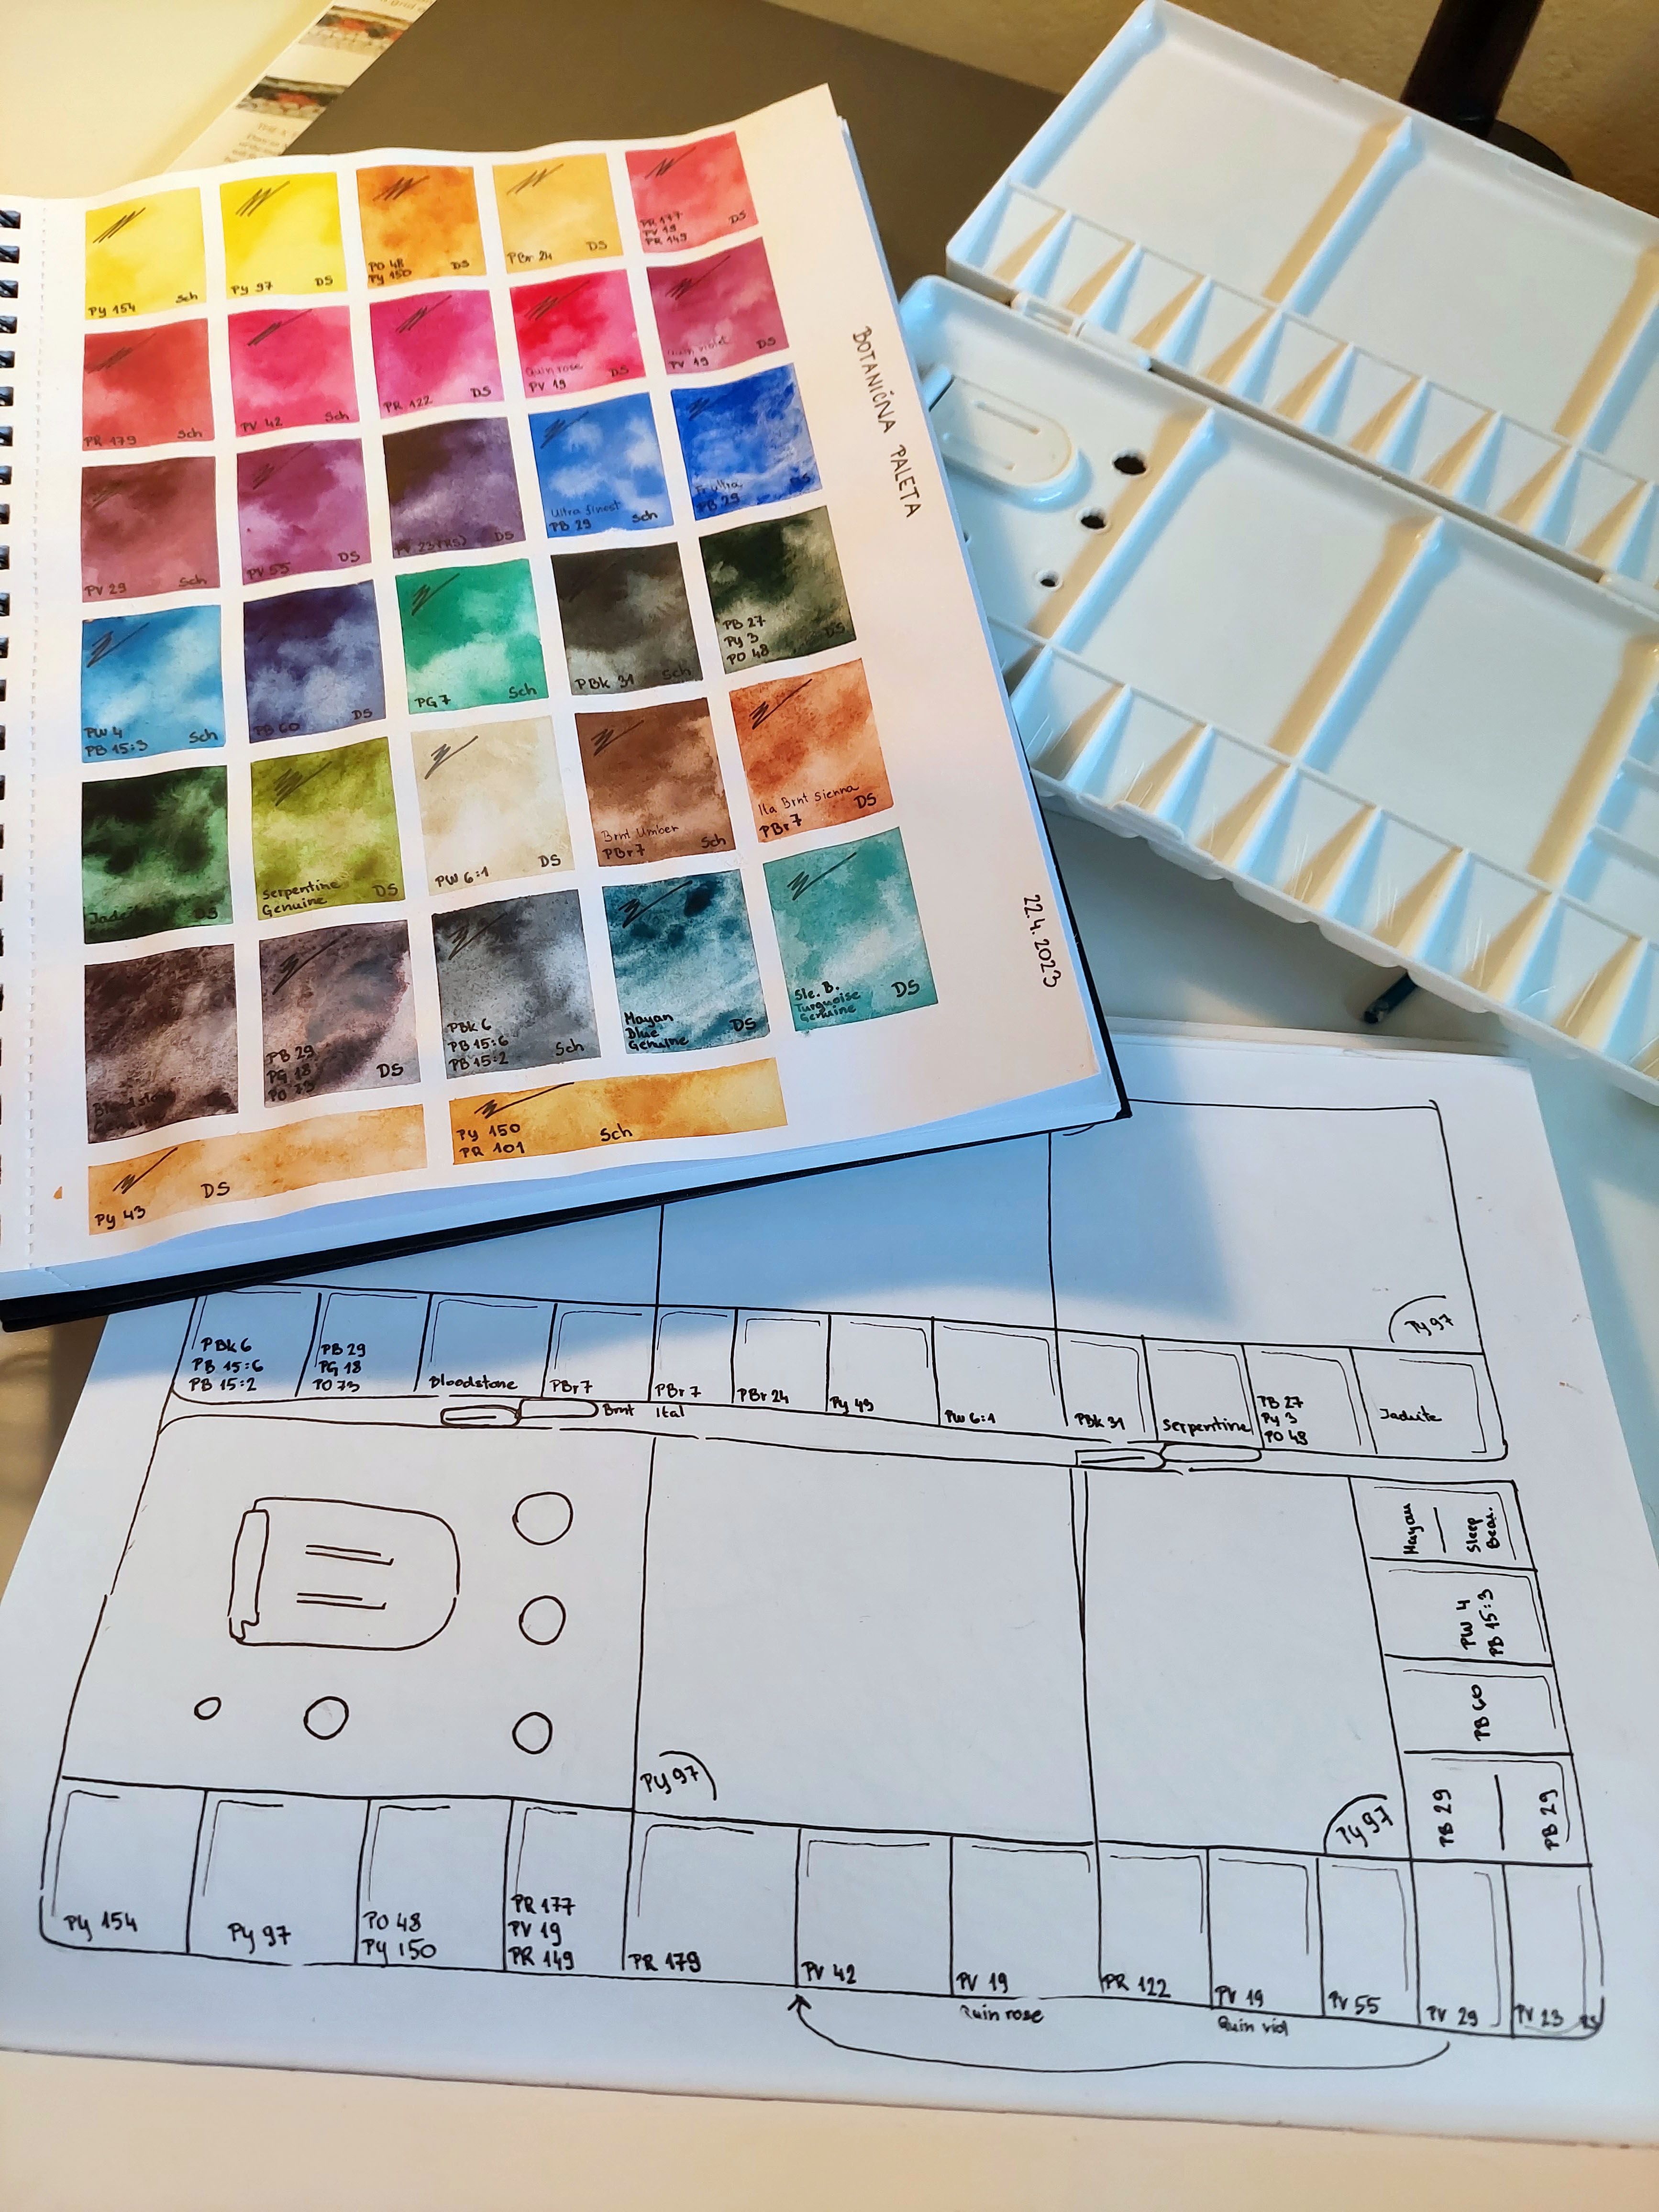 Py 154 Sch
Py 97 DS
PO 48
Py 150 DS
PBr 24 DS
PR 177
PV 19
PR 149 DS
PR 179 Sch
PV 42 Sch
PR 122 DS
Quin rose
PV 19 DS
Quin violet
PV 19 DS
PV 29 Sch
PV 55 DS
PV 23 (RS) DS
Ultra finest
PB 29 Sch
Fr. ultra
PB 29 DS
PW 4
PB 15:3 Sch
PB 60 DS
PG 7 Sch
PBk 31 Sch
PB 27
Py 3
PO 48 DS
Jadeite DS
Serpentine
Genuine DS
PW 6:1 DS
Brnt Umber
PBr 7 Sch
Ita Brnt Sienna
PBr 7 DS
Bloodstone
PB 29
PG 18
PO 73 DS
PBk 6
PB 15:6
PB 15:2 Sch
Mayan
Blue
Genuine DS
Sle. B.
Turquoise
Genuine DS
Py 43 DS
Py 150
PR 101 Sch
BOTANIČNA PALETA
22.4.2023
Py 97
PBk 6
PB 15:6
PB 15:2
PB 29
PG 18
PO 73
Bloodstone
PBr 7
Brnt
PBr 7
Ital
PBr 24
Py 43
PW 6:1
PBk 31
Serpentine
PB 27
Py 3
PO 48
Jadeite
Mayan
Sleep
Beau.
PW 4
PB 15:3
PB 60
PB 29
PB 29
Py 97
Py 97
Py 154
Py 97
PO 48
Py 150
PR 177
PV 19
PR 149
PR 179
PV 42
PV 19
Quin rose
PR 122
PV 19
Quin viol
PV 55
PV 29
PV 23 RS